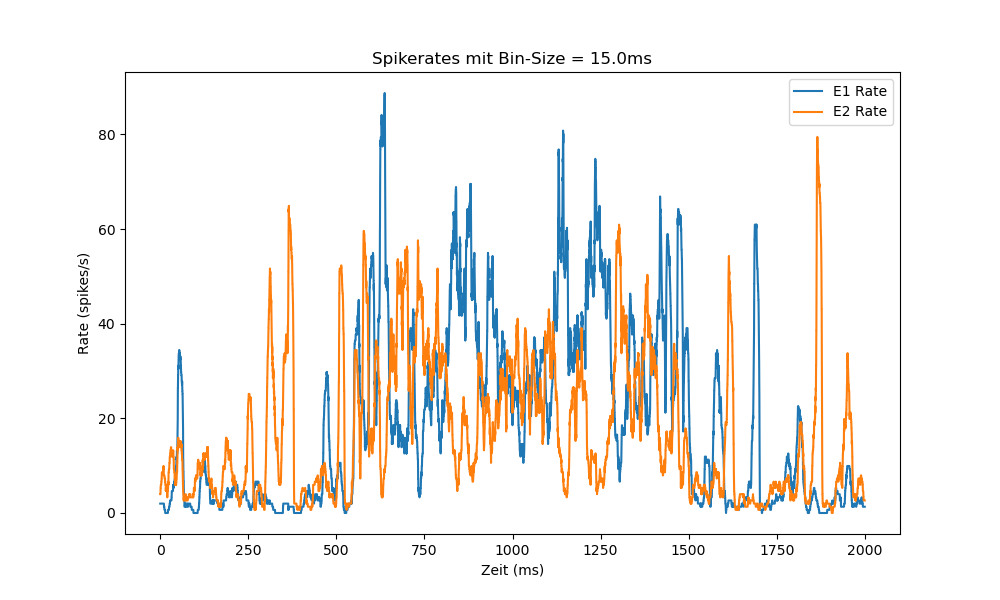 Spikerates mit Bin-Size = 15.0ms
E1 Rate
E2 Rate
Rate (spikes/s)
80
60
40
20
0
0 250 500 750 1000 1250 1500 1750 2000
Zeit (ms)